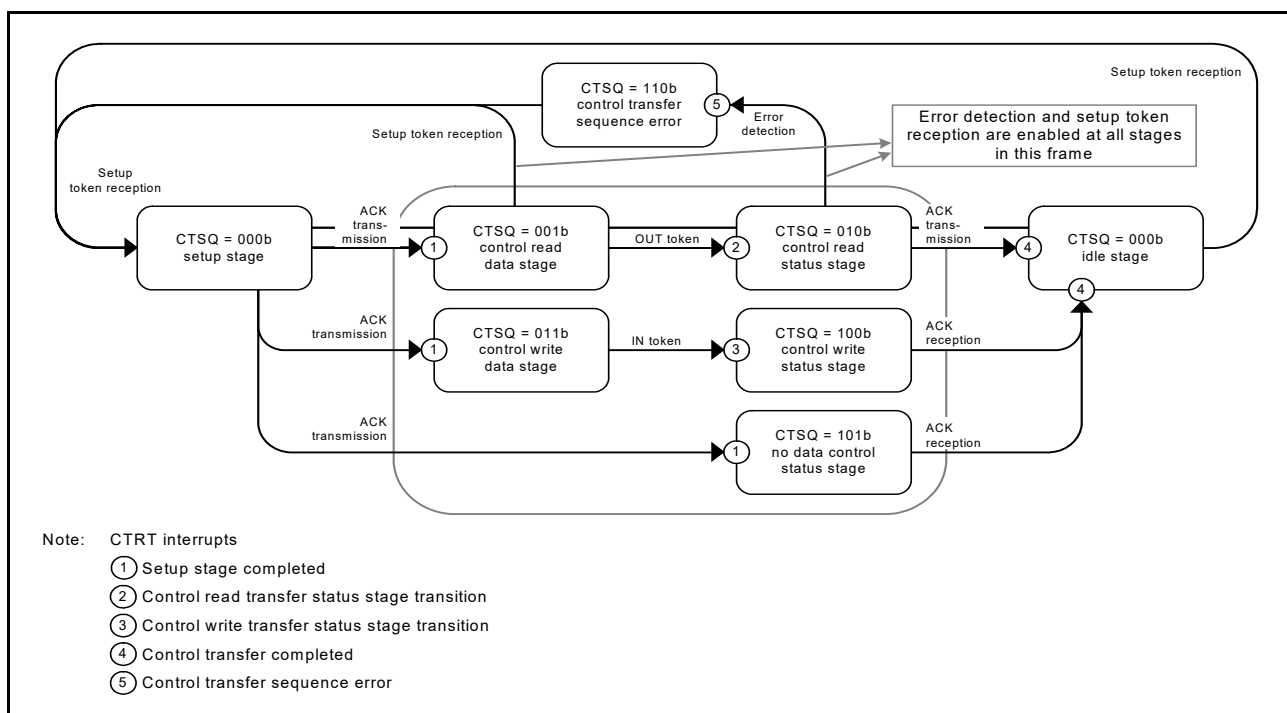 Setup token reception
CTSQ = 110b
control transfer
sequence error
5
Error
detection
Setup token reception
Error detection and setup token
reception are enabled at all stages
in this frame
Setup
token reception
CTSQ = 000b
setup stage
ACK
trans-
mission
1
CTSQ = 001b
control read
data stage
OUT token
2
CTSQ = 010b
control read
status stage
ACK
trans-
mission
4
CTSQ = 000b
idle stage
4
ACK
transmission
1
CTSQ = 011b
control write
data stage
IN token
3
CTSQ = 100b
control write
status stage
ACK
reception
ACK
transmission
1
CTSQ = 101b
no data control
status stage
ACK
reception
Note: CTRT interrupts
1 Setup stage completed
2 Control read transfer status stage transition
3 Control write transfer status stage transition
4 Control transfer completed
5 Control transfer sequence error